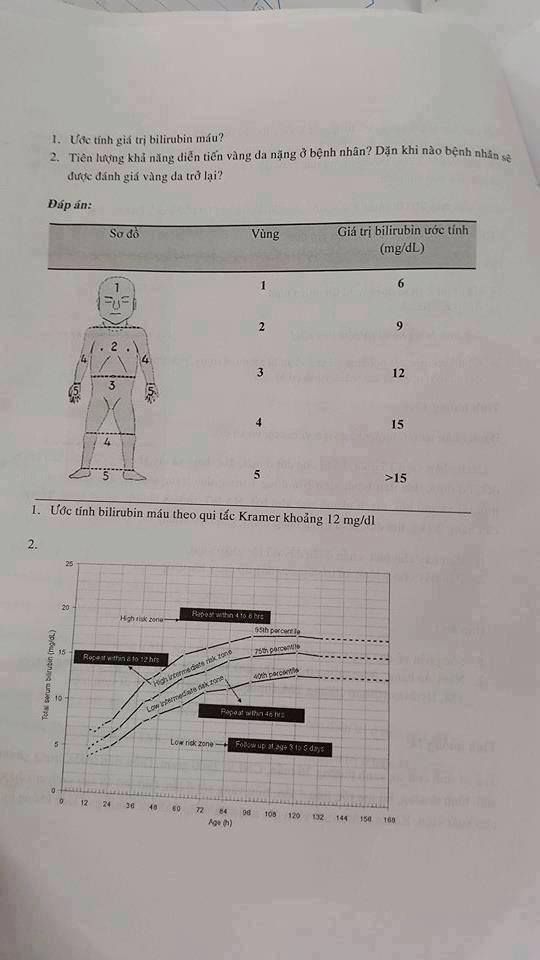 1. Ước tính giá trị bilirubin máu?
2. Tiên lượng khả năng diễn tiến vàng da nặng ở bệnh nhân? Dặn khi nào bệnh nhân sẽ
được đánh giá vàng da trở lại?
Đáp án:
Sơ đồ Vùng Giá trị bilirubin ước tính
(mg/dL)
1 6
2 9
3 12
4 15
5 >15
1
2
4 4
3
5 5
4
5
1. Ước tính bilirubin máu theo qui tắc Kramer khoảng 12 mg/dl
2.
Total serum bilirubin (mg/dL)
25
20
15
10
5
0
High risk zone
Repeat within 4 to 8 hrs
95th percentile
Repeat within 8 to 12 hrs
High intermediate risk zone
75th percentile
Low intermediate risk zone
40th percentile
Repeat within 48 hrs
Low risk zone
Follow up at age 3 to 5 days
0 12 24 36 48 60 72 84 96 108 120 132 144 156 168
Age (h)